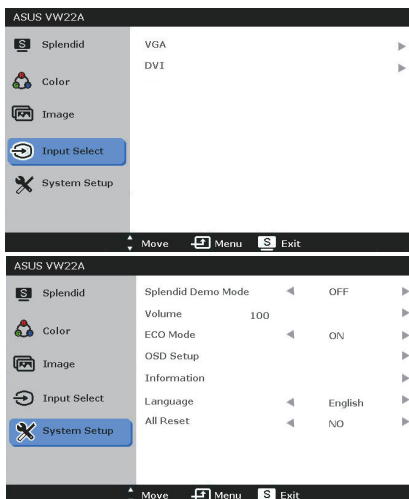 ASUS VW22A
S Splendid
Color
Image
Input Select
System Setup
VGA
DVI
Move Menu S Exit
ASUS VW22A
S Splendid
Color
Image
Input Select
System Setup
Splendid Demo Mode OFF
Volume 100
ECO Mode ON
OSD Setup
Information
Language English
All Reset NO
Move Menu S Exit